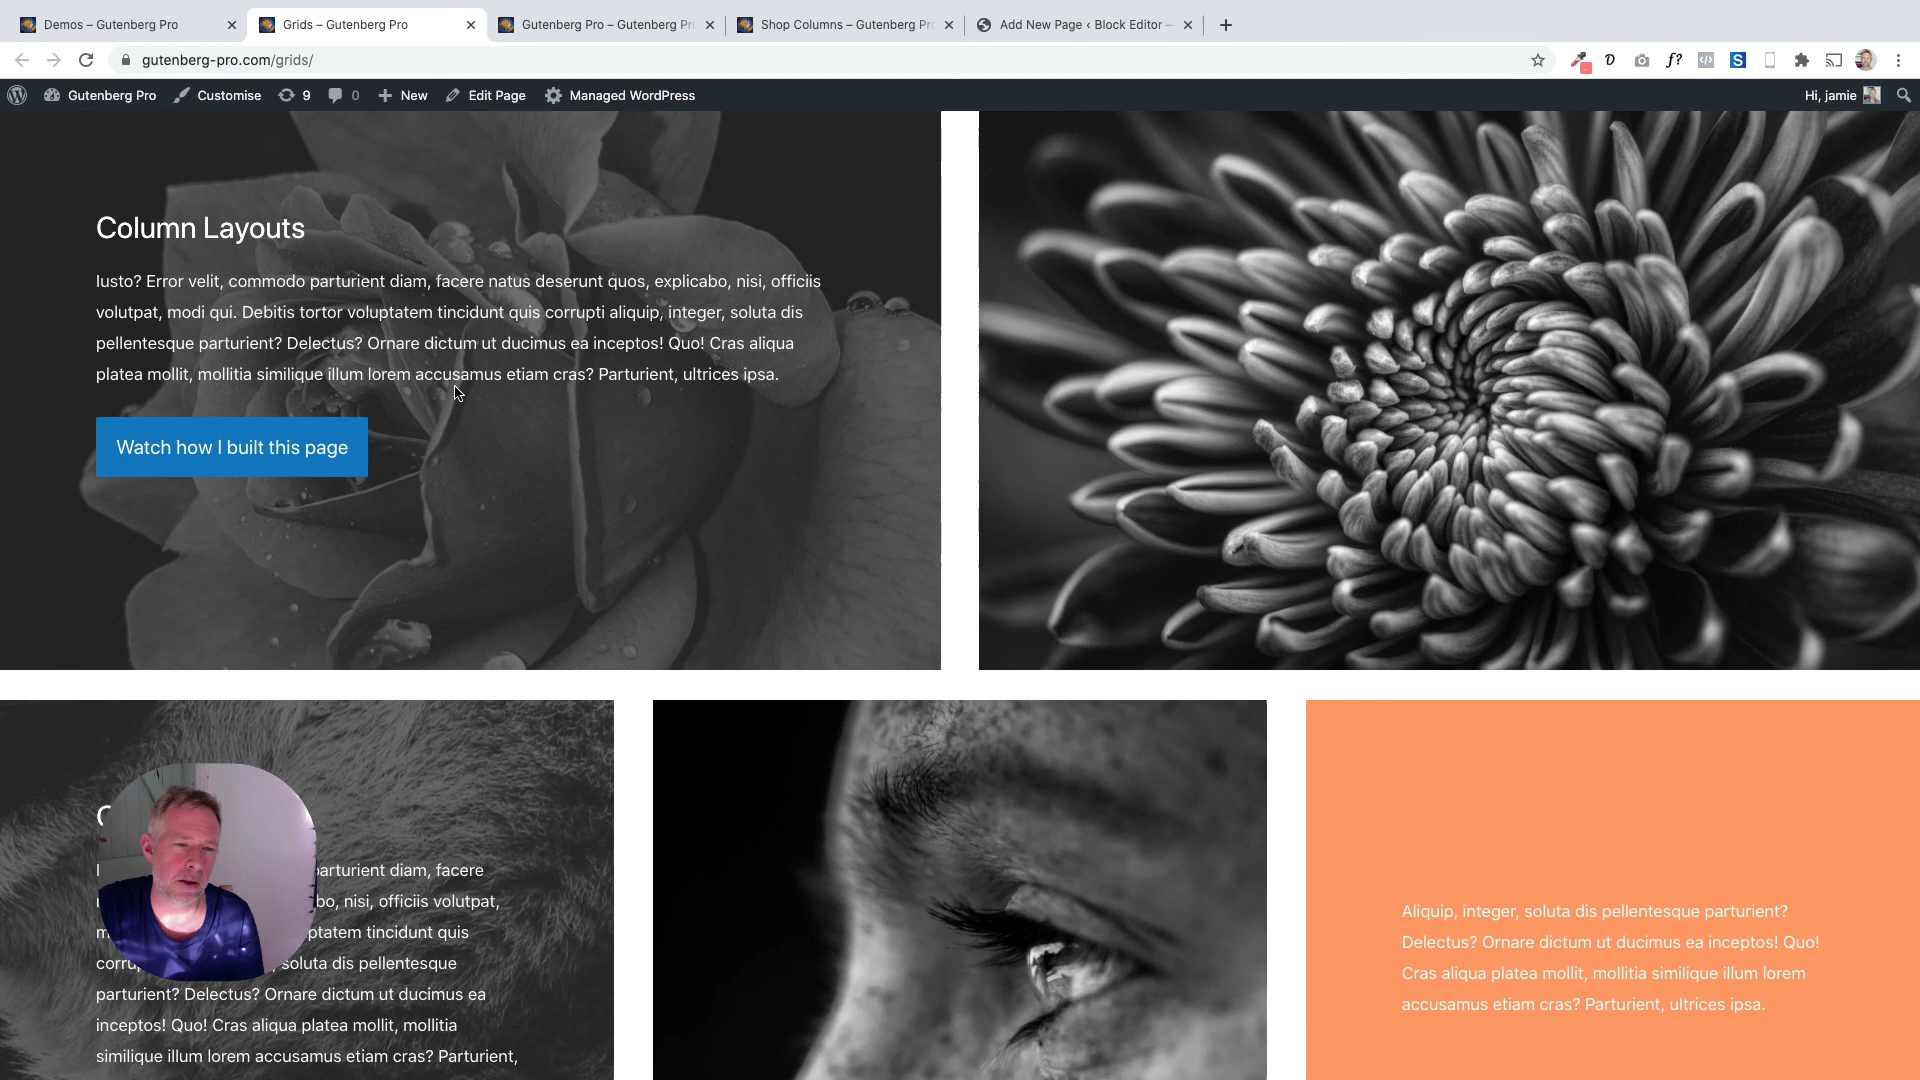 Demos – Gutenberg Pro
Grids – Gutenberg Pro
Gutenberg Pro – Gutenberg Pro
Shop Columns – Gutenberg Pro
Add New Page ‹ Block Editor –
gutenberg-pro.com/grids/
Gutenberg Pro
Customise
9
0
New
Edit Page
Managed WordPress
Hi, jamie
Column Layouts
Iusto? Error velit, commodo parturient diam, facere natus deserunt quos, explicabo, nisi, officiis
volutpat, modi qui. Debitis tortor voluptatem tincidunt quis corrupti aliquip, integer, soluta dis
pellentesque parturient? Delectus? Ornare dictum ut ducimus ea inceptos! Quo! Cras aliqua
platea mollit, mollitia similique illum lorem accusamus etiam cras? Parturient, ultrices ipsa.
Watch how I built this page
parturient diam, facere
nisi, officiis volutpat,
tincidunt quis
soluta dis pellentesque
parturient? Delectus? Ornare dictum ut ducimus ea
inceptos! Quo! Cras aliqua platea mollit, mollitia
similique illum lorem accusamus etiam cras? Parturient,
Aliquip, integer, soluta dis pellentesque parturient?
Delectus? Ornare dictum ut ducimus ea inceptos! Quo!
Cras aliqua platea mollit, mollitia similique illum lorem
accusamus etiam cras? Parturient, ultrices ipsa.